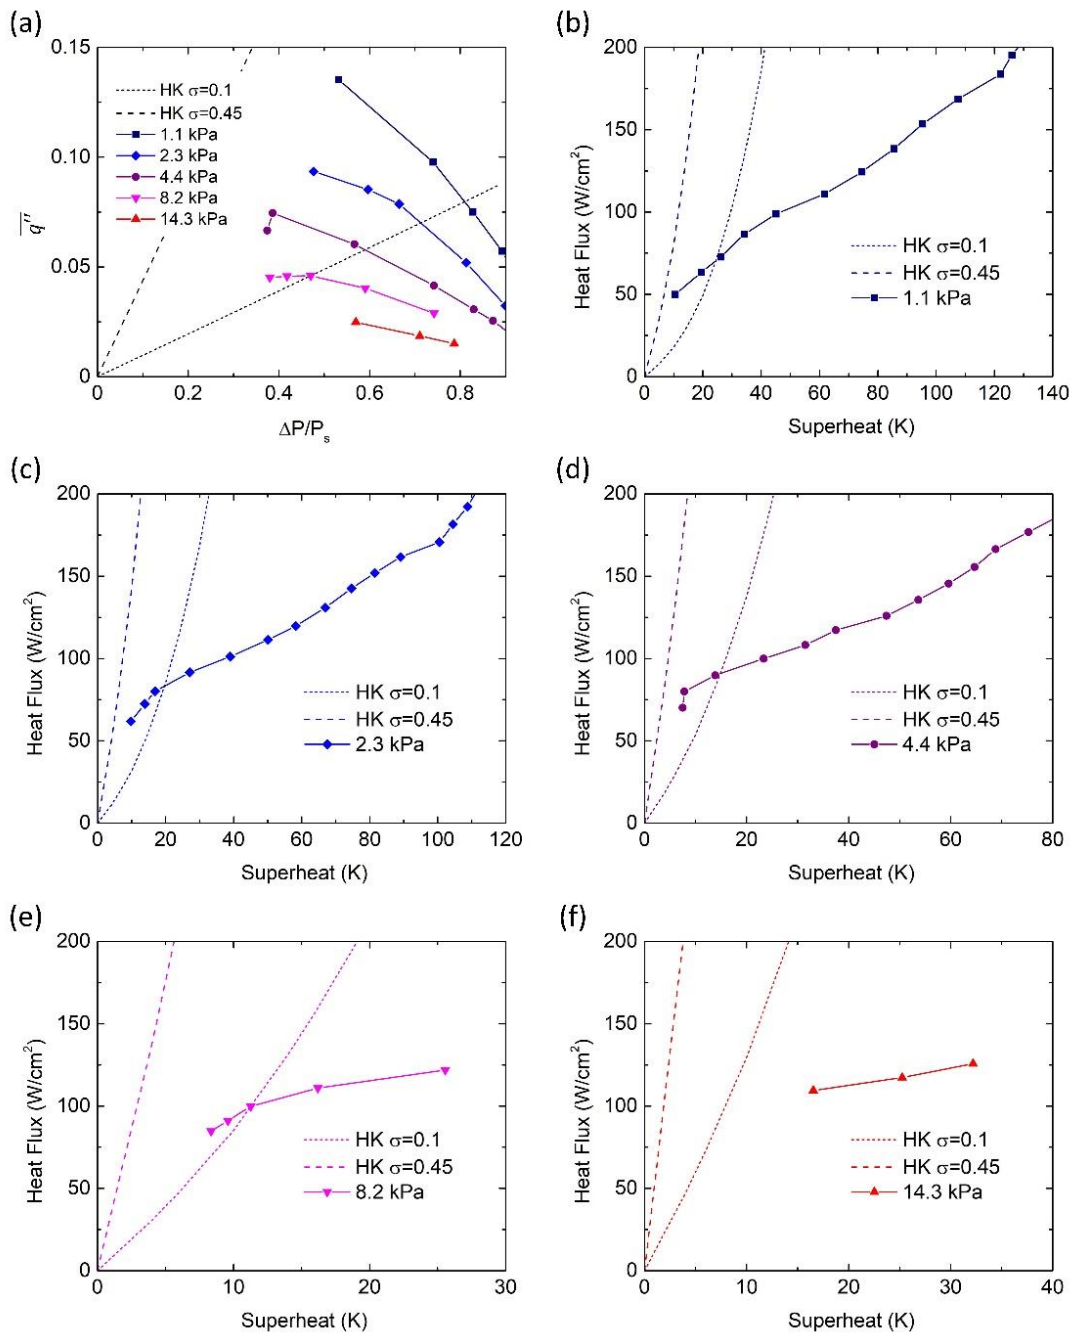 (a)
0.15
0.10
0.05
0.00
q″
HK σ=0.1
HK σ=0.45
1.1 kPa
2.3 kPa
4.4 kPa
8.2 kPa
14.3 kPa
0.0
0.2
0.4
0.6
0.8
ΔP/Pₛ
(b)
200
150
100
50
0
Heat Flux (W/cm²)
HK σ=0.1
HK σ=0.45
1.1 kPa
0 20 40 60 80 100 120 140
Superheat (K)
(c)
200
150
100
50
0
Heat Flux (W/cm²)
HK σ=0.1
HK σ=0.45
2.3 kPa
0 20 40 60 80 100 120
Superheat (K)
(d)
200
150
100
50
0
Heat Flux (W/cm²)
HK σ=0.1
HK σ=0.45
4.4 kPa
0 20 40 60 80
Superheat (K)
(e)
200
150
100
50
0
Heat Flux (W/cm²)
HK σ=0.1
HK σ=0.45
8.2 kPa
0 10 20 30
Superheat (K)
(f)
200
150
100
50
0
Heat Flux (W/cm²)
HK σ=0.1
HK σ=0.45
14.3 kPa
0 10 20 30 40
Superheat (K)